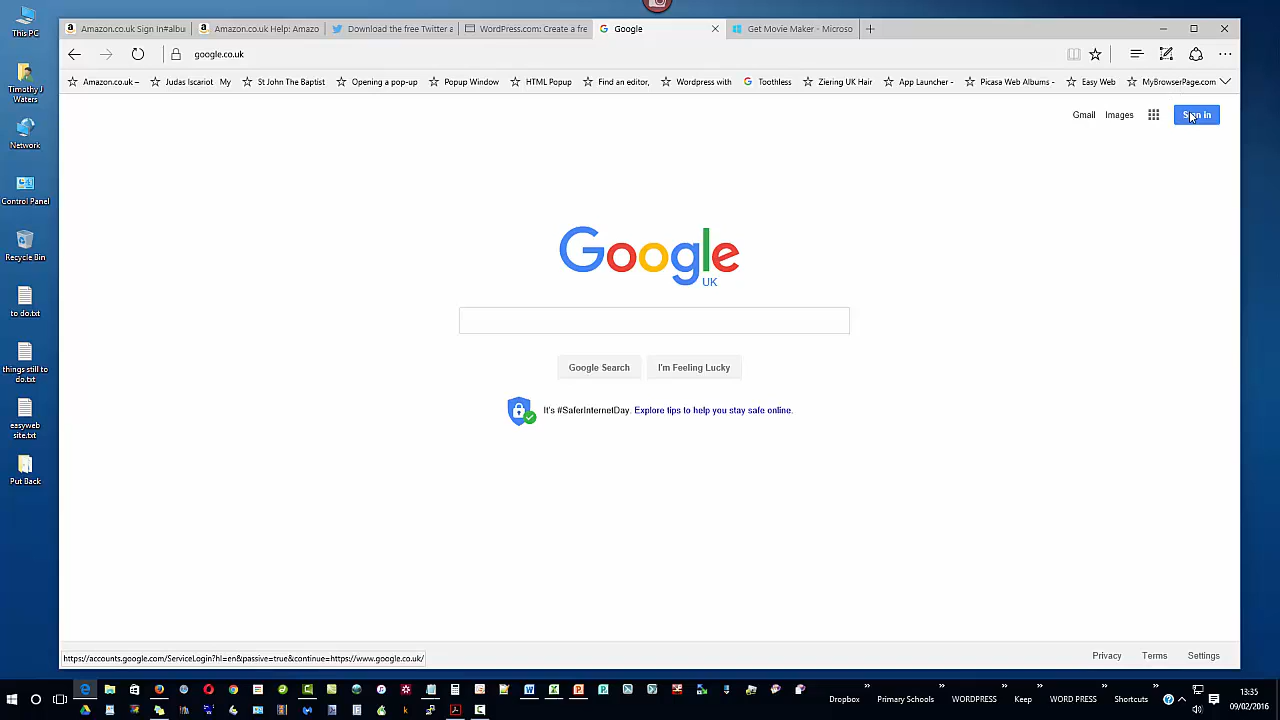 Amazon.co.uk Sign In#albu
Amazon.co.uk Help: Amazo
Download the free Twitter a
WordPress.com: Create a fre
Google
Get Movie Maker - Microso
google.co.uk
Amazon.co.uk –
Judas Iscariot My
St John The Baptist
Opening a pop-up
Popup Window
HTML Popup
Find an editor,
Wordpress with
Toothless
Ziering UK Hair
App Launcher -
Picasa Web Albums -
Easy Web
MyBrowserPage.com
Gmail
Images
Sign in
Google
UK
Google Search
I'm Feeling Lucky
It's #SaferInternetDay. Explore tips to help you stay safe online.
Privacy
Terms
Settings
https://accounts.google.com/ServiceLogin?hl=en&passive=true&continue=https://www.google.co.uk/
This PC
Timothy J
Waters
Network
Control Panel
Recycle Bin
to do.txt
things still to
do.txt
easyweb
site.txt
Put Back
Dropbox
Primary Schools
WORDPRESS
Keep
WORD PRESS
Shortcuts
13:35
09/02/2016